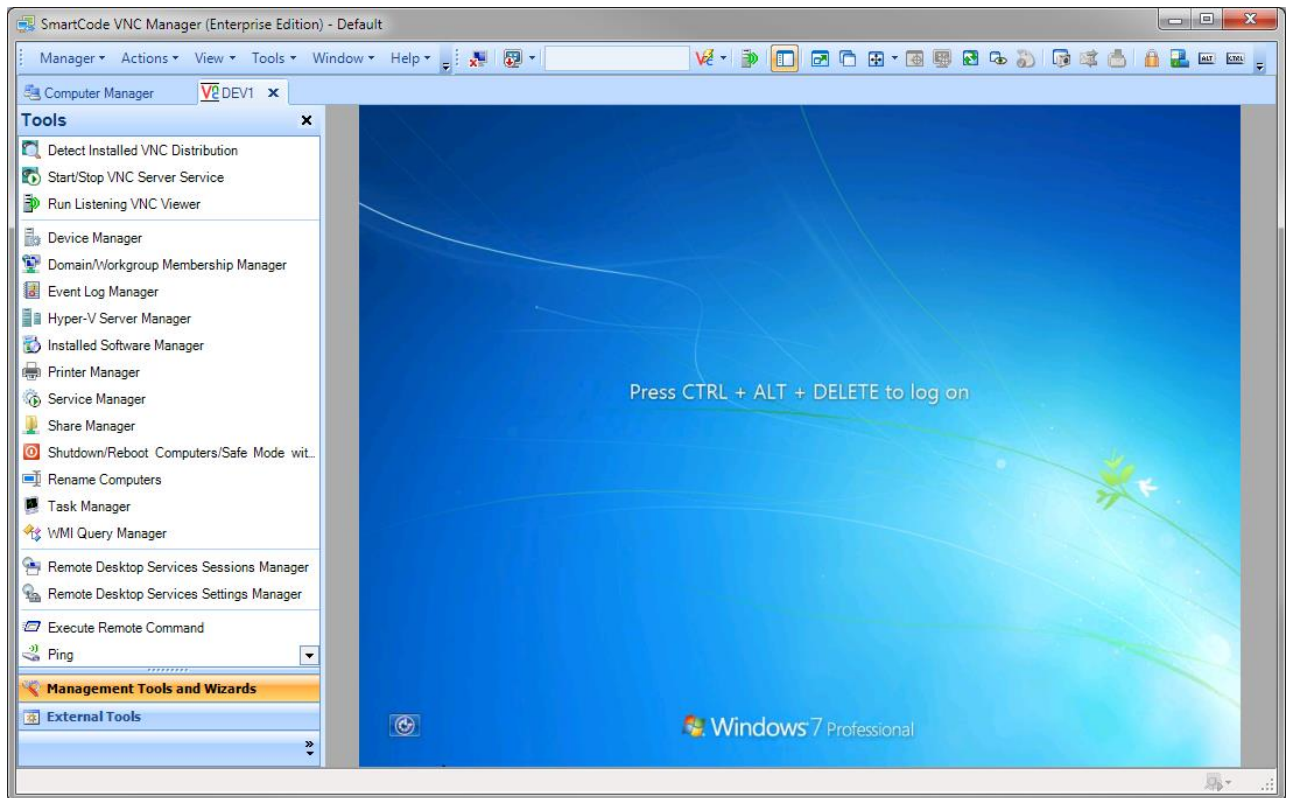 SmartCode VNC Manager (Enterprise Edition) - Default
Manager Actions View Tools Window Help
ALT CTRL
Computer Manager
DEV1
Tools
Detect Installed VNC Distribution
Start/Stop VNC Server Service
Run Listening VNC Viewer
Device Manager
Domain/Workgroup Membership Manager
Event Log Manager
Hyper-V Server Manager
Installed Software Manager
Printer Manager
Service Manager
Share Manager
Shutdown/Reboot Computers/Safe Mode wit...
Rename Computers
Task Manager
WMI Query Manager
Remote Desktop Services Sessions Manager
Remote Desktop Services Settings Manager
Execute Remote Command
Ping
Management Tools and Wizards
External Tools
Press CTRL + ALT + DELETE to log on
Windows 7 Professional